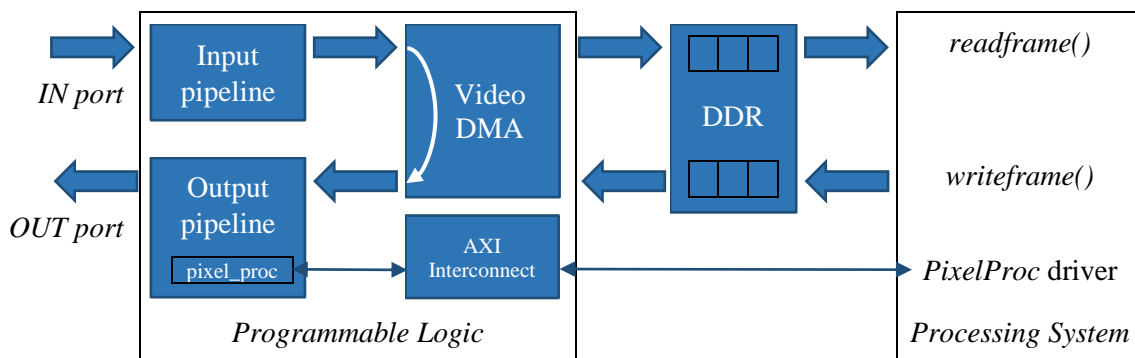 IN port
Input
pipeline
Video
DMA
DDR
readframe()
OUT port
Output
pipeline
pixel_proc
AXI
Interconnect
writeframe()
PixelProc driver
Programmable Logic
Processing System